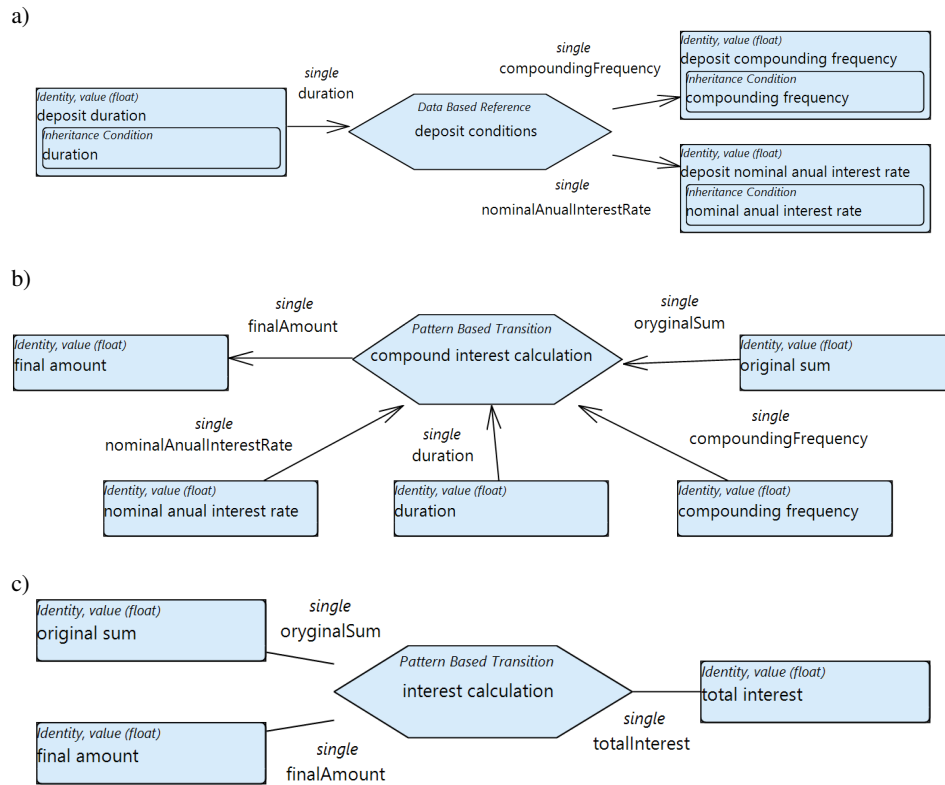 a)
single
duration
Identity, value (float)
deposit duration
Inheritance Condition
duration
Data Based Reference
deposit conditions
single
compoundingFrequency
Identity, value (float)
deposit compounding frequency
Inheritance Condition
compounding frequency
single
nominalAnualInterestRate
Identity, value (float)
deposit nominal anual interest rate
Inheritance Condition
nominal anual interest rate
b)
single
finalAmount
Identity, value (float)
final amount
Pattern Based Transition
compound interest calculation
single
oryginalSum
Identity, value (float)
original sum
single
nominalAnualInterestRate
single
duration
single
compoundingFrequency
Identity, value (float)
nominal anual interest rate
Identity, value (float)
duration
Identity, value (float)
compounding frequency
c)
Identity, value (float)
original sum
single
oryginalSum
Pattern Based Transition
interest calculation
Identity, value (float)
total interest
single
totalInterest
Identity, value (float)
final amount
single
finalAmount